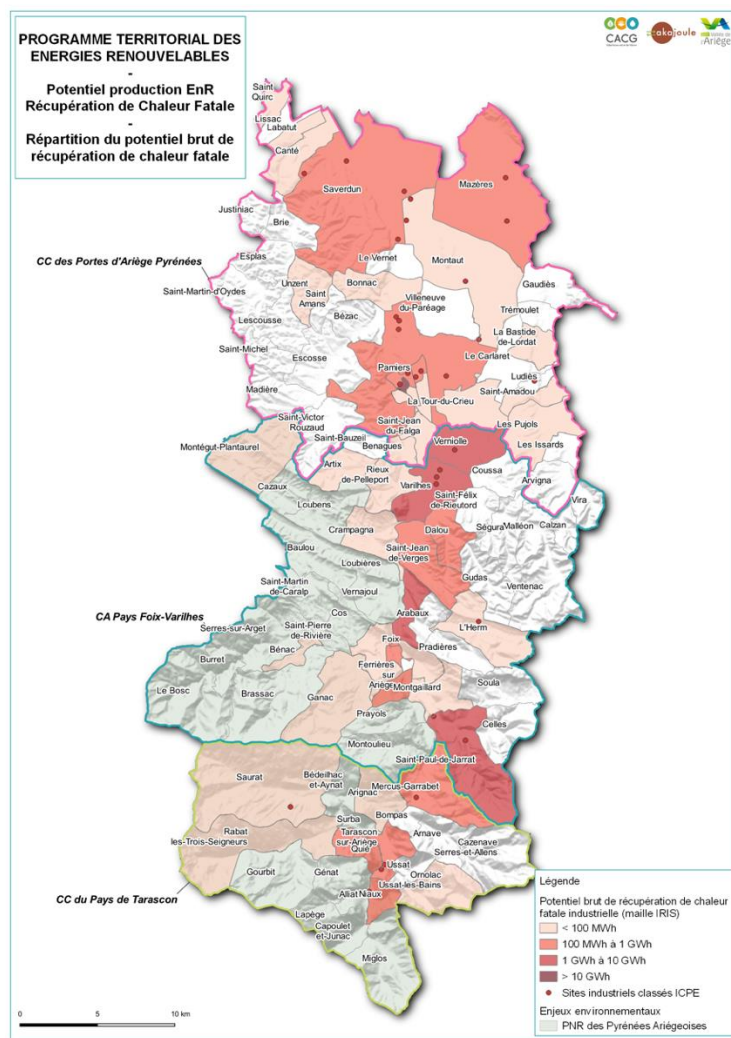 PROGRAMME TERRITORIAL DES
ENERGIES RENOUVELABLES
-
Potentiel production EnR
Récupération de Chaleur Fatale
-
Répartition du potentiel brut de
récupération de chaleur fatale
CACG
akajoule
Ariège
Saint
Quirc
Lissac
Labatut
Canté
Saverdun
Mazères
Justiniac
Brie
CC des Portes d'Ariège Pyrénées
Esplas
Le Vernet
Montaut
Saint-Martin-d'Oydes
Unzent
Saint
Amans
Bonnac
Villeneuve
du-Paréage
Gaudiès
Trémoulet
Lescousse
Bézac
La Bastide
de-Lordat
Saint-Michel
Escosse
Pamiers
Le Carlaret
Ludiès
Madière
La Tour-du-Crieu
Saint-Amadou
Saint-Victor
Rouzaud
Saint-Jean
du-Falga
Les Pujols
Saint-Bauzeil
Benagues
Verniolle
Les Issards
Montégut-Plantaurel
Artix
Rieux
de-Pelleport
Varilhes
Coussa
Arvigna
Cazaux
Loubens
Saint-Félix
de-Rieutord
Vira
Crampagna
Dalou
Ségura
Malléon
Calzan
Baulou
Saint-Jean
de-Verges
Loubières
Gudas
Ventenac
Saint-Martin
de-Caralp
Vernajoul
CA Pays Foix-Varilhes
Cos
Arabaux
Serres-sur-Arget
Saint-Pierre
de-Rivière
L'Herm
Foix
Pradières
Burret
Bénac
Ferrières
sur
Ariège
Montgaillard
Soula
Le Bosc
Brassac
Ganac
Prayols
Celles
Montoulieu
Saint-Paul-de-Jarrat
Saurat
Bédeilhac
et-Aynat
Arignac
Mercus-Garrabet
Surba
Bompas
Rabat
les-Trois-Seigneurs
Tarascon
sur-Ariège
Quié
Arnave
Cazenave
Serres-et-Allens
Gourbit
Génat
Ussat
Ornolac
Ussat-les-Bains
CC du Pays de Tarascon
Alliat
Niaux
Lapège
Capoulet
et-Junac
Miglos
Légende
Potentiel brut de récupération de chaleur
fatale industrielle (maille IRIS)
< 100 MWh
100 MWh à 1 GWh
1 GWh à 10 GWh
> 10 GWh
Sites industriels classés ICPE
Enjeux environnementaux
PNR des Pyrénées Ariégeoises
0 5 10 km